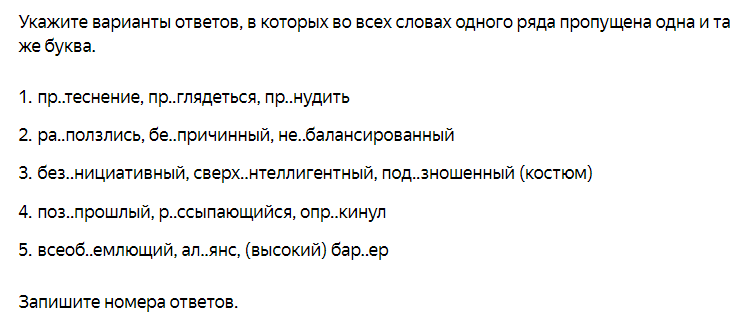 Укажите варианты ответов, в которых во всех словах одного ряда пропущена одна и та
же буква.
1. пр..теснение, пр..глядеться, пр..нудить
2. ра..ползлись, бе..причинный, не..балансированный
3. без..нициативный, сверх..нтеллигентный, под..зношенный (костюм)
4. поз..прошлый, р..ссыпающийся, опр..кинул
5. всеоб..емлющий, ал..янс, (высокий) бар..ер
Запишите номера ответов.